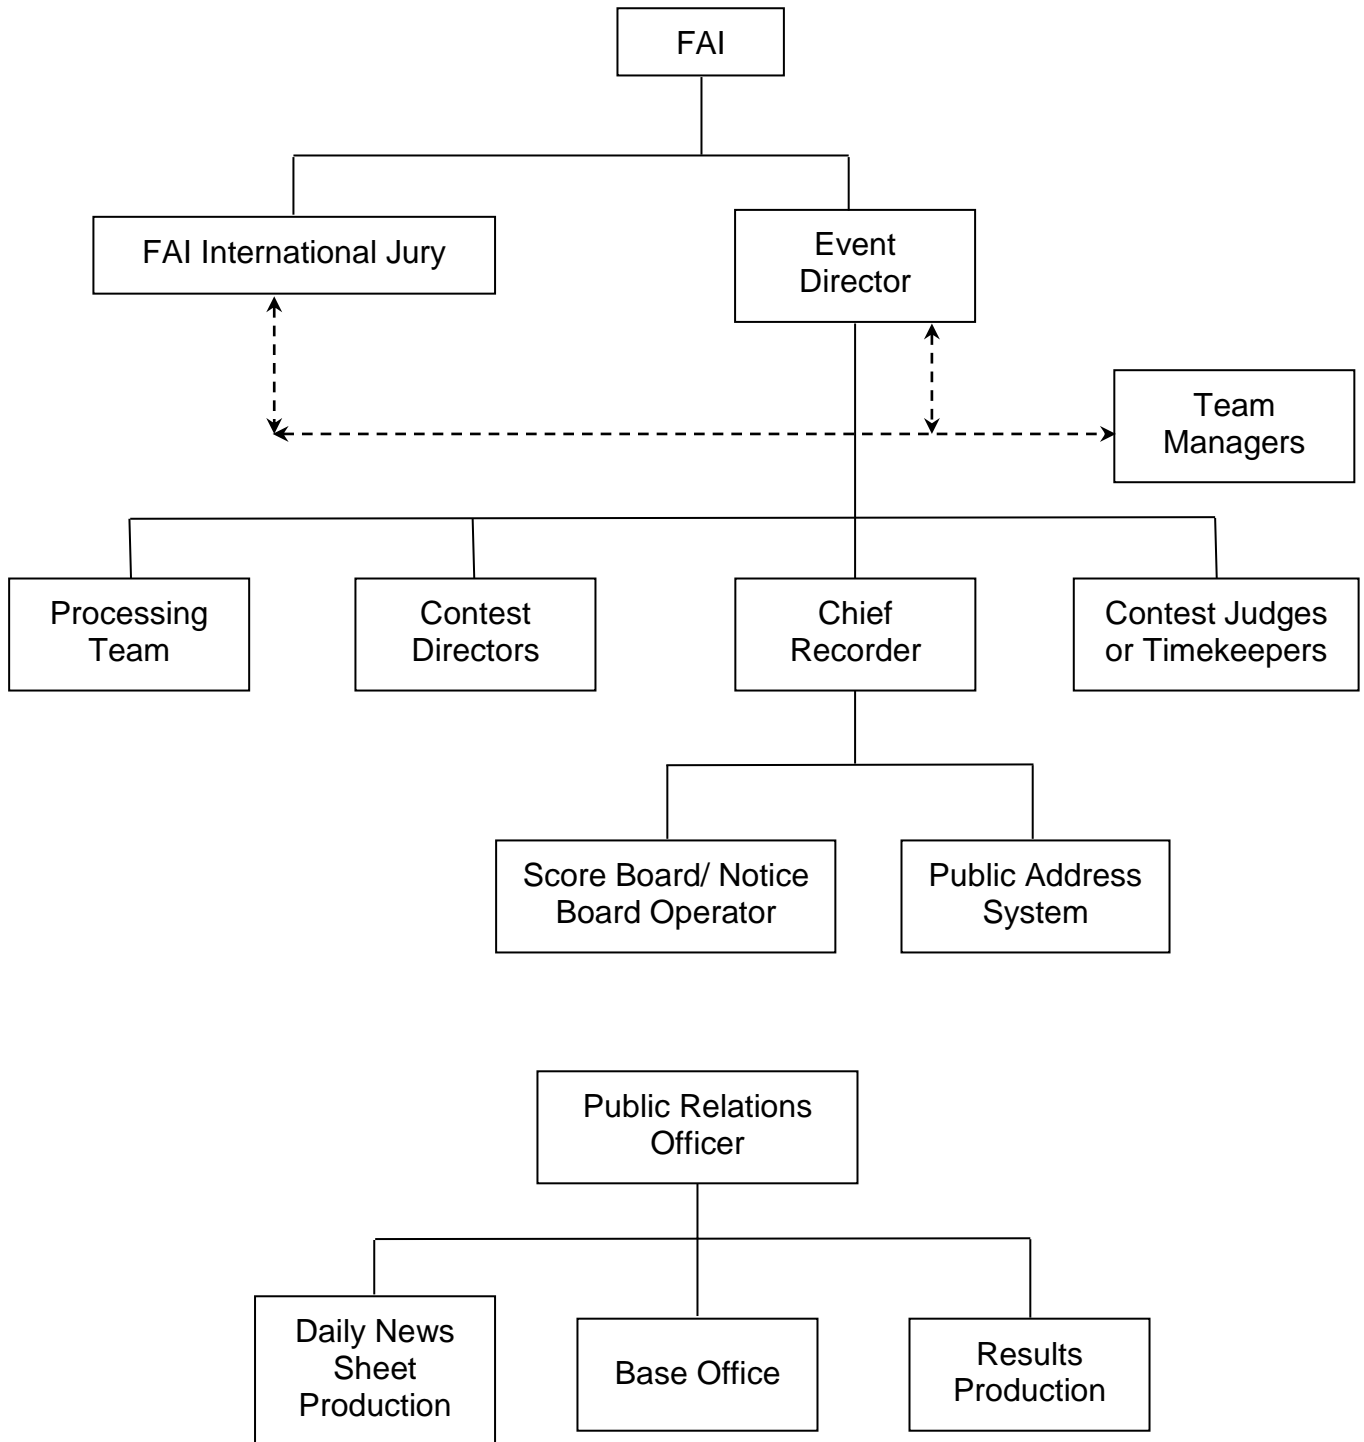 FAI
FAI International Jury
Event
Director
Team
Managers
Processing
Team
Contest
Directors
Chief
Recorder
Contest Judges
or Timekeepers
Score Board/ Notice
Board Operator
Public Address
System
Public Relations
Officer
Daily News
Sheet
Production
Base Office
Results
Production